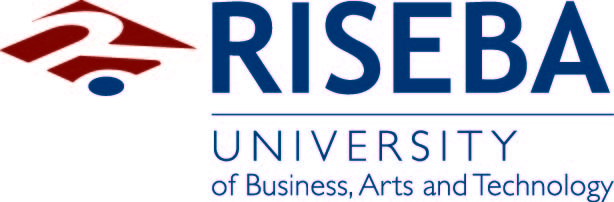 RISEBA
UNIVERSITY
of Business, Arts and Technology